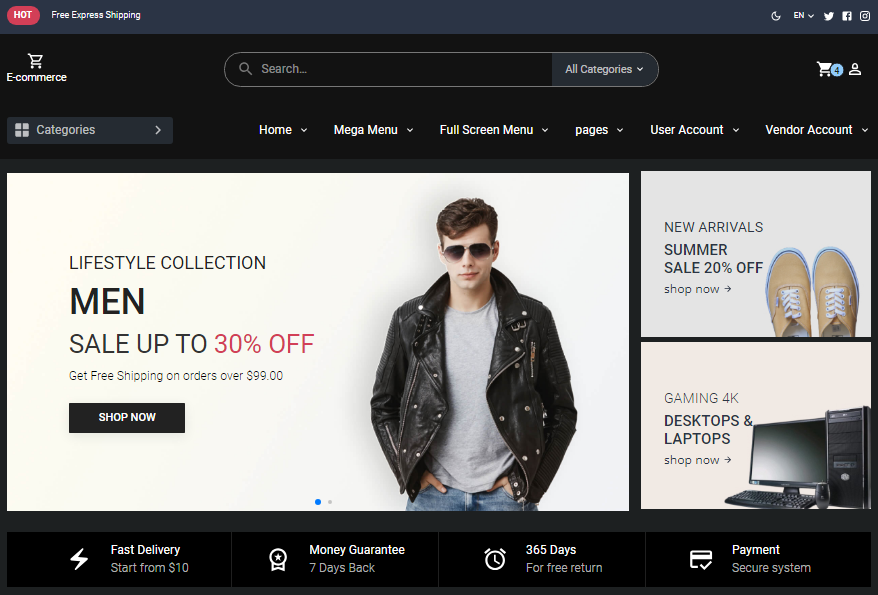 HOT
Free Express Shipping
EN
E-commerce
Search...
All Categories
4
Categories
Home
Mega Menu
Full Screen Menu
pages
User Account
Vendor Account
LIFESTYLE COLLECTION
MEN
SALE UP TO 30% OFF
Get Free Shipping on orders over $99.00
SHOP NOW
NEW ARRIVALS
SUMMER
SALE 20% OFF
shop now
GAMING 4K
DESKTOPS &
LAPTOPS
shop now
Fast Delivery
Start from $10
Money Guarantee
7 Days Back
365 Days
For free return
Payment
Secure system